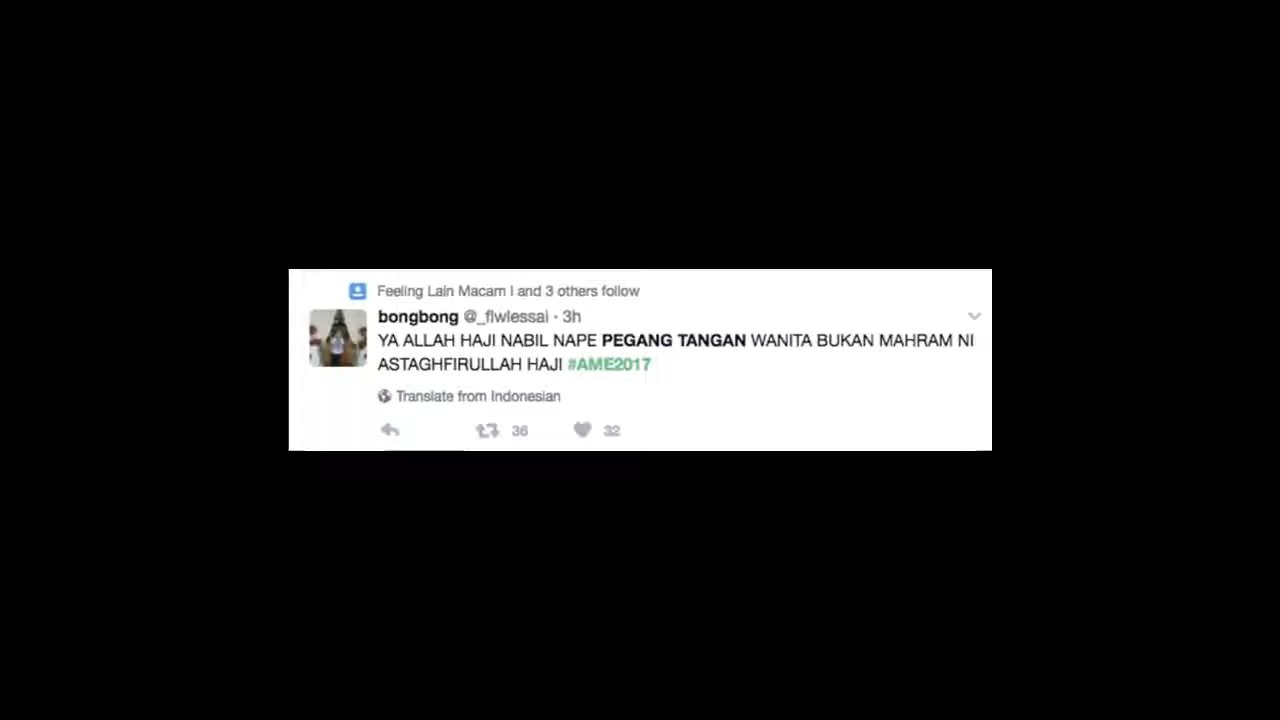 Feeling Lain Macam I and 3 others follow
bongbong @_flwlessai · 3h
YA ALLAH HAJI NABIL NAPE PEGANG TANGAN WANITA BUKAN MAHRAM NI
ASTAGHFIRULLAH HAJI #AME2017
Translate from Indonesian
36 32